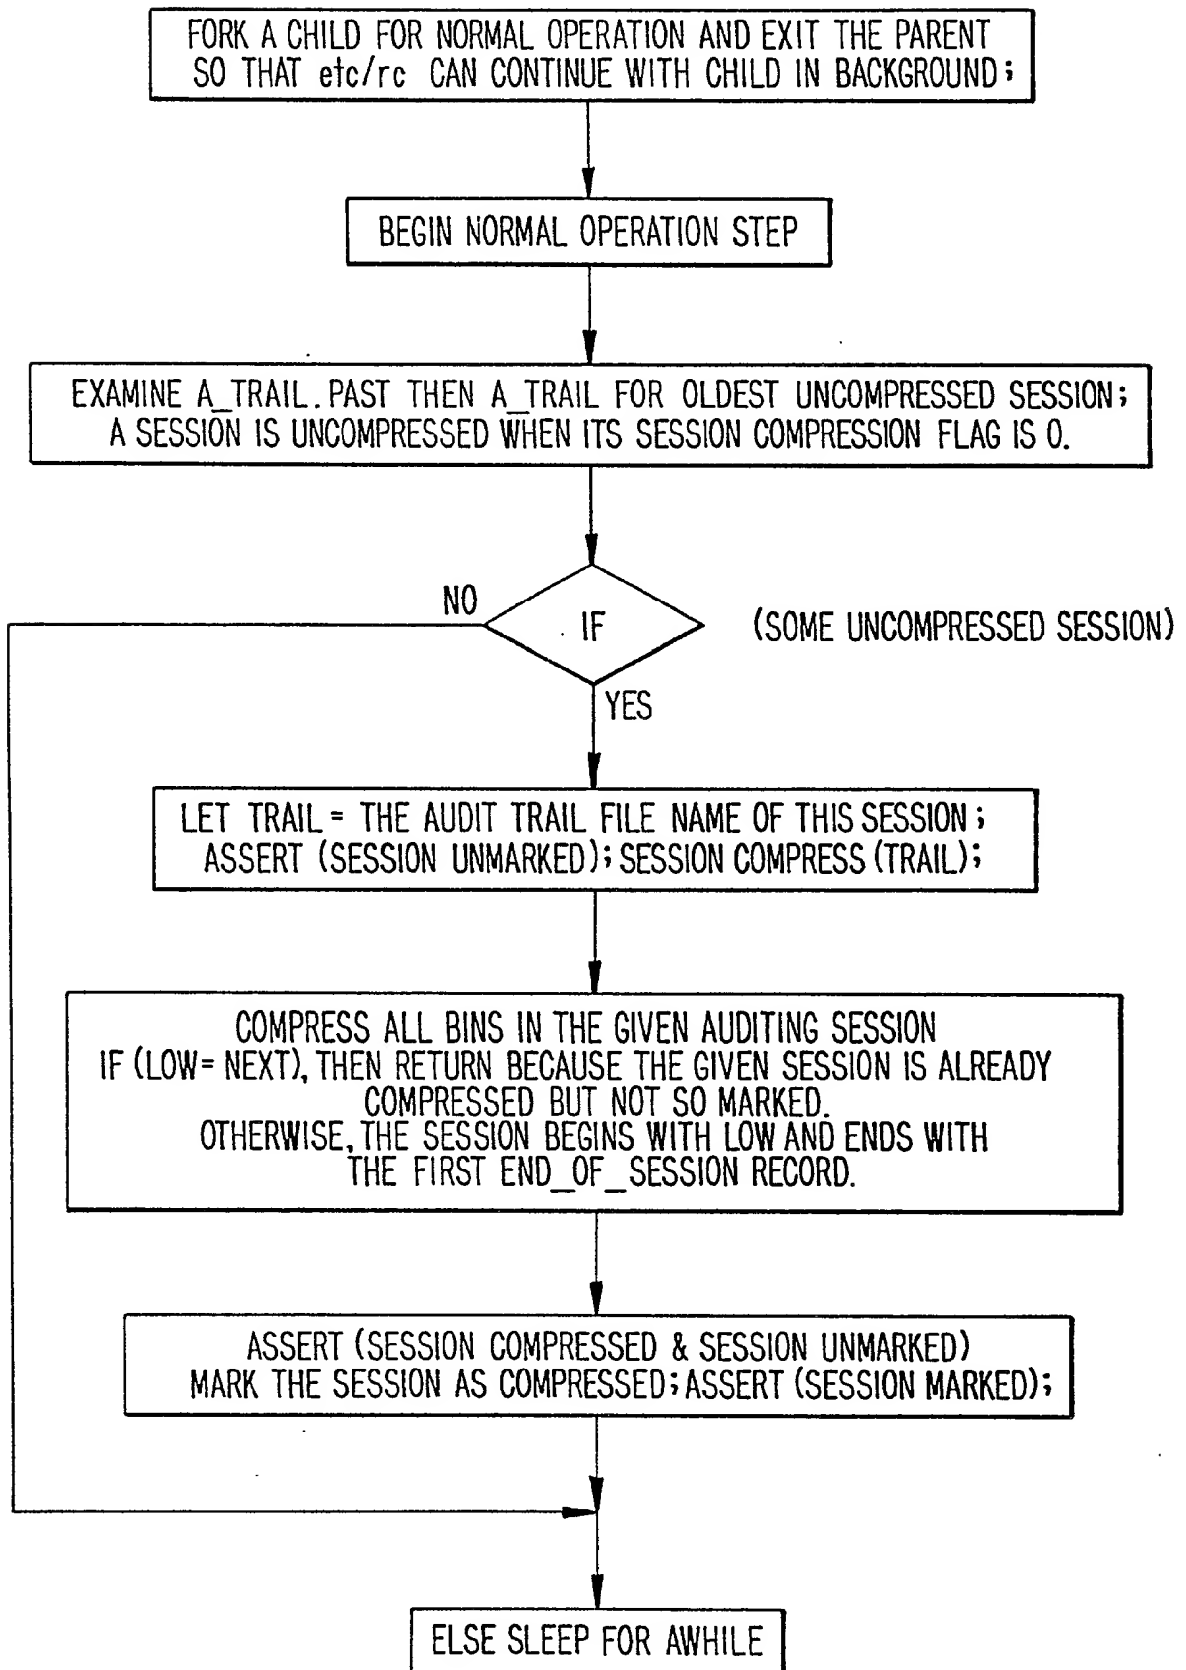 FORK A CHILD FOR NORMAL OPERATION AND EXIT THE PARENT
SO THAT etc/rc CAN CONTINUE WITH CHILD IN BACKGROUND;
BEGIN NORMAL OPERATION STEP
EXAMINE A_TRAIL.PAST THEN A_TRAIL FOR OLDEST UNCOMPRESSED SESSION;
A SESSION IS UNCOMPRESSED WHEN ITS SESSION COMPRESSION FLAG IS 0.
NO
IF
(SOME UNCOMPRESSED SESSION)
YES
LET TRAIL = THE AUDIT TRAIL FILE NAME OF THIS SESSION;
ASSERT (SESSION UNMARKED); SESSION COMPRESS (TRAIL);
COMPRESS ALL BINS IN THE GIVEN AUDITING SESSION
IF (LOW = NEXT), THEN RETURN BECAUSE THE GIVEN SESSION IS ALREADY
COMPRESSED BUT NOT SO MARKED.
OTHERWISE, THE SESSION BEGINS WITH LOW AND ENDS WITH
THE FIRST END_OF_SESSION RECORD.
ASSERT (SESSION COMPRESSED & SESSION UNMARKED)
MARK THE SESSION AS COMPRESSED; ASSERT (SESSION MARKED);
ELSE SLEEP FOR AWHILE